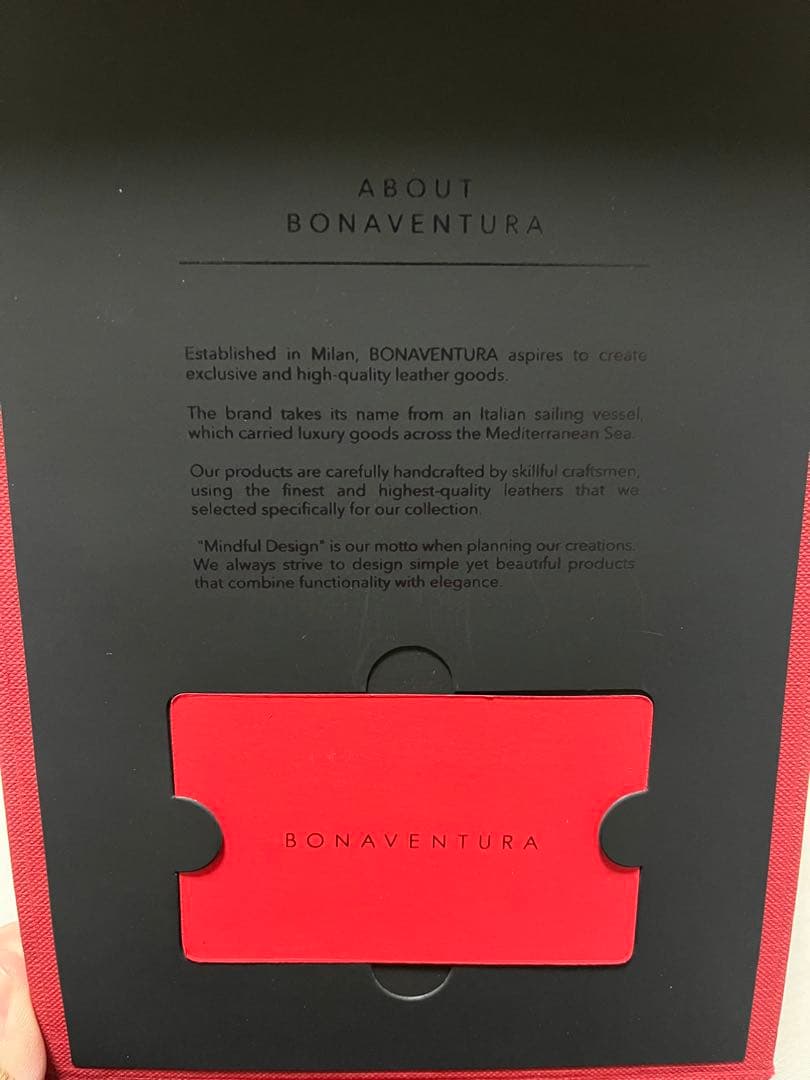 ABOUT
BONAVENTURA
Established in Milan, BONAVENTURA aspires to create
exclusive and high-quality leather goods.
The brand takes its name from an Italian sailing vessel,
which carried luxury goods across the Mediterranean Sea.
Our products are carefully handcrafted by skillful craftsmen,
using the finest and highest-quality leathers that we
selected specifically for our collection.
"Mindful Design" is our motto when planning our creations.
We always strive to design simple yet beautiful products
that combine functionality with elegance.
BONAVENTURA